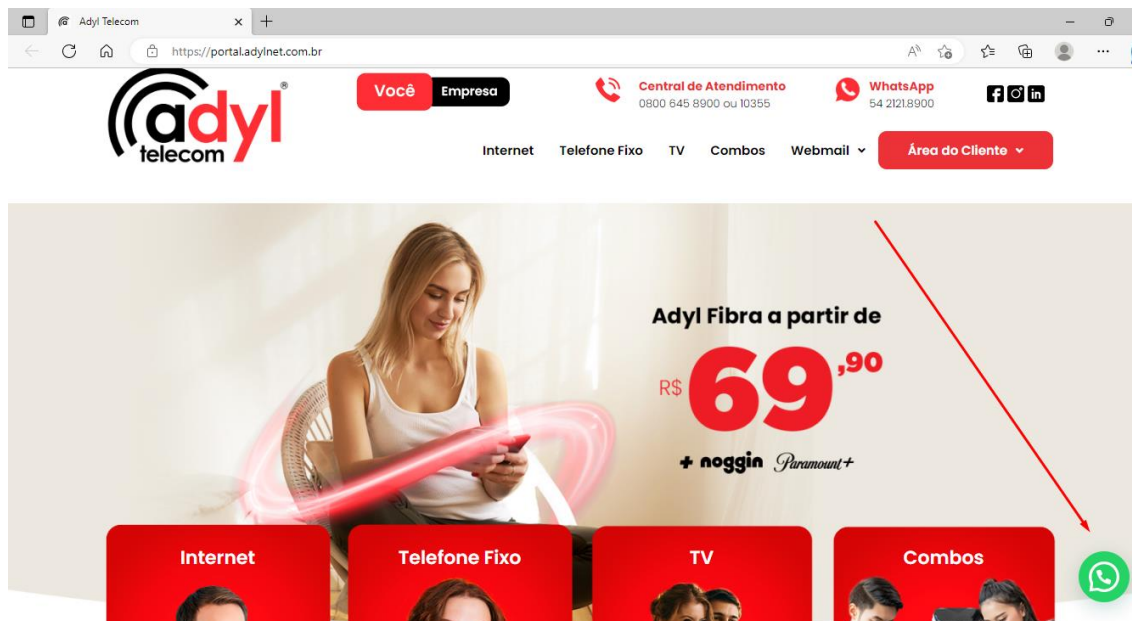 Adyl Telecom
https://portal.adylnet.com.br
adyl®
telecom
Você Empresa
Central de Atendimento
0800 645 8900 ou 10355
WhatsApp
54 2121.8900
Internet Telefone Fixo TV Combos Webmail Área do Cliente
Adyl Fibra a partir de
R$ 69,90
+ noggin Paramount+
Internet Telefone Fixo TV Combos